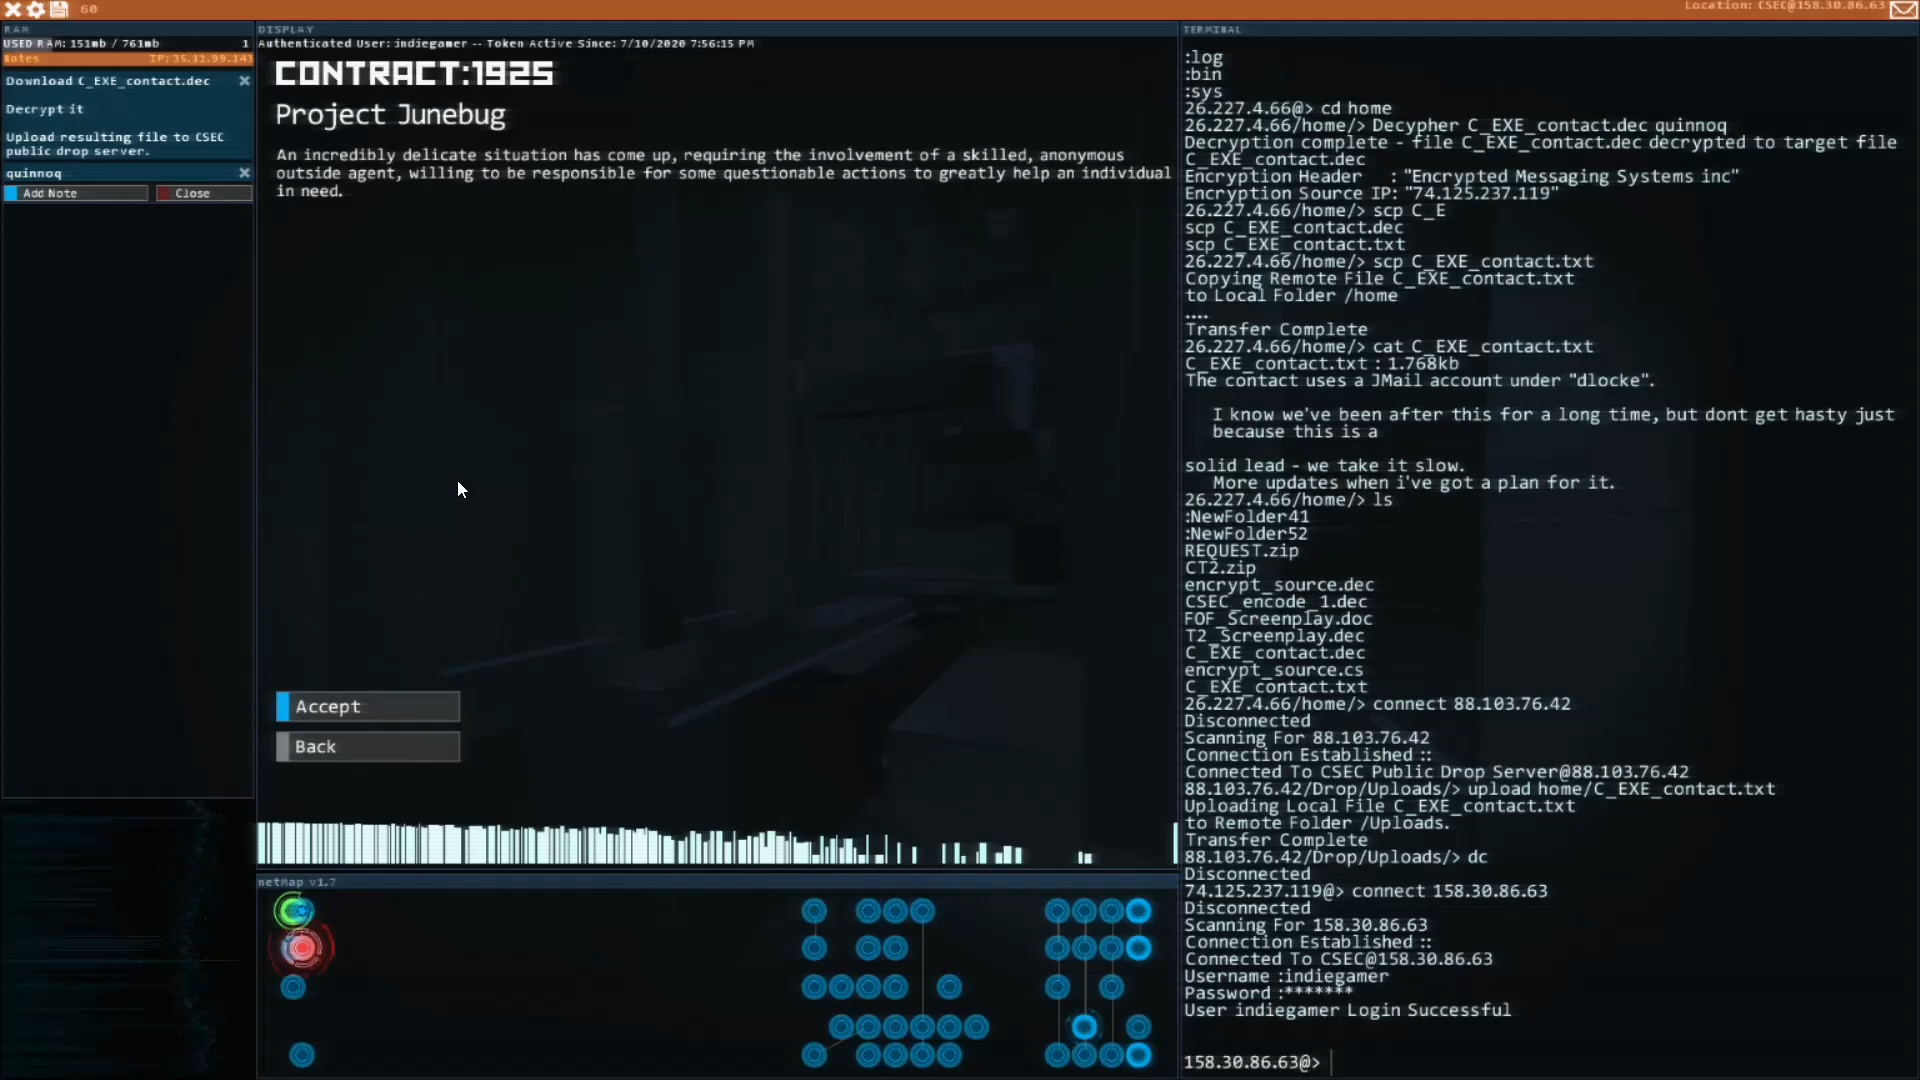 60
Location: CSEC@158.30.86.63
RAM
USED RAM: 151mb / 761mb 1
Notes IP: 35.11.99.143
Download C_EXE_contact.dec
Decrypt it
Upload resulting file to CSEC
public drop server.
quinnoq
Add Note Close
DISPLAY
Authenticated User: indiegamer -- Token Active Since: 7/10/2020 7:56:15 PM
CONTRACT:1925
Project Junebug
An incredibly delicate situation has come up, requiring the involvement of a skilled, anonymous
outside agent, willing to be responsible for some questionable actions to greatly help an individual
in need.
Accept
Back
netMap v1.7
TERMINAL
:log
:bin
:sys
26.227.4.66@> cd home
26.227.4.66/home/> Decypher C_EXE_contact.dec quinnoq
Decryption complete - file C_EXE_contact.dec decrypted to target file
C_EXE_contact.dec
Encryption Header   : "Encrypted Messaging Systems inc"
Encryption Source IP: "74.125.237.119"
26.227.4.66/home/> scp C_E
scp C_EXE_contact.dec
scp C_EXE_contact.txt
26.227.4.66/home/> scp C_EXE_contact.txt
Copying Remote File C_EXE_contact.txt
to Local Folder /home
....
Transfer Complete
26.227.4.66/home/> cat C_EXE_contact.txt
C_EXE_contact.txt : 1.768kb
The contact uses a JMail account under "dlocke".
I know we've been after this for a long time, but dont get hasty just
because this is a
solid lead - we take it slow.
More updates when i've got a plan for it.
26.227.4.66/home/> ls
:NewFolder41
:NewFolder52
REQUEST.zip
CT2.zip
encrypt_source.dec
CSEC_encode_1.dec
FOF_Screenplay.doc
T2_Screenplay.dec
C_EXE_contact.dec
encrypt_source.cs
C_EXE_contact.txt
26.227.4.66/home/> connect 88.103.76.42
Disconnected
Scanning For 88.103.76.42
Connection Established ::
Connected To CSEC Public Drop Server@88.103.76.42
88.103.76.42/Drop/Uploads/> upload home/C_EXE_contact.txt
Uploading Local File C_EXE_contact.txt
to Remote Folder /Uploads.
Transfer Complete
88.103.76.42/Drop/Uploads/> dc
Disconnected
74.125.237.119@> connect 158.30.86.63
Disconnected
Scanning For 158.30.86.63
Connection Established ::
Connected To CSEC@158.30.86.63
Username :indiegamer
Password :*******
User indiegamer Login Successful
158.30.86.63@>